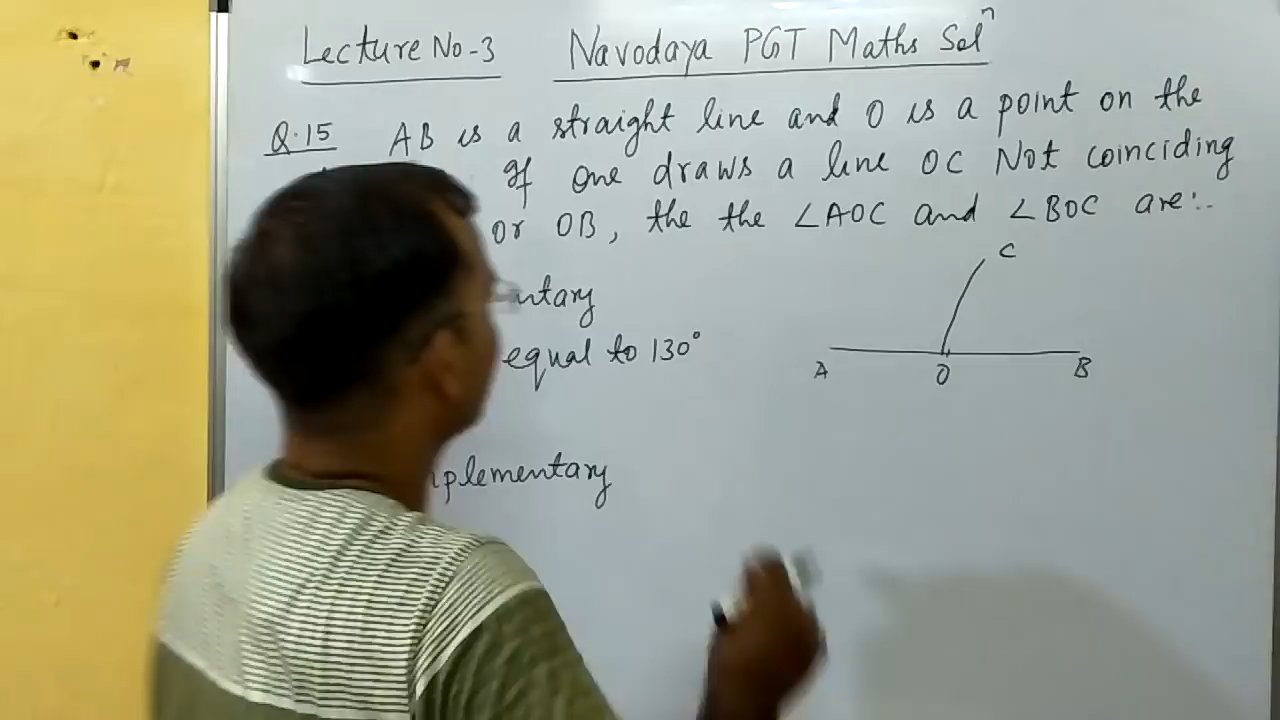 Lecture No-3 Navodaya PGT Maths Solⁿ
Q.15 AB is a straight line and O is a point on the
If one draws a line OC Not coinciding
or OB, the the ∠AOC and ∠BOC are:-
C
ntary
equal to 130°
A O B
plementary